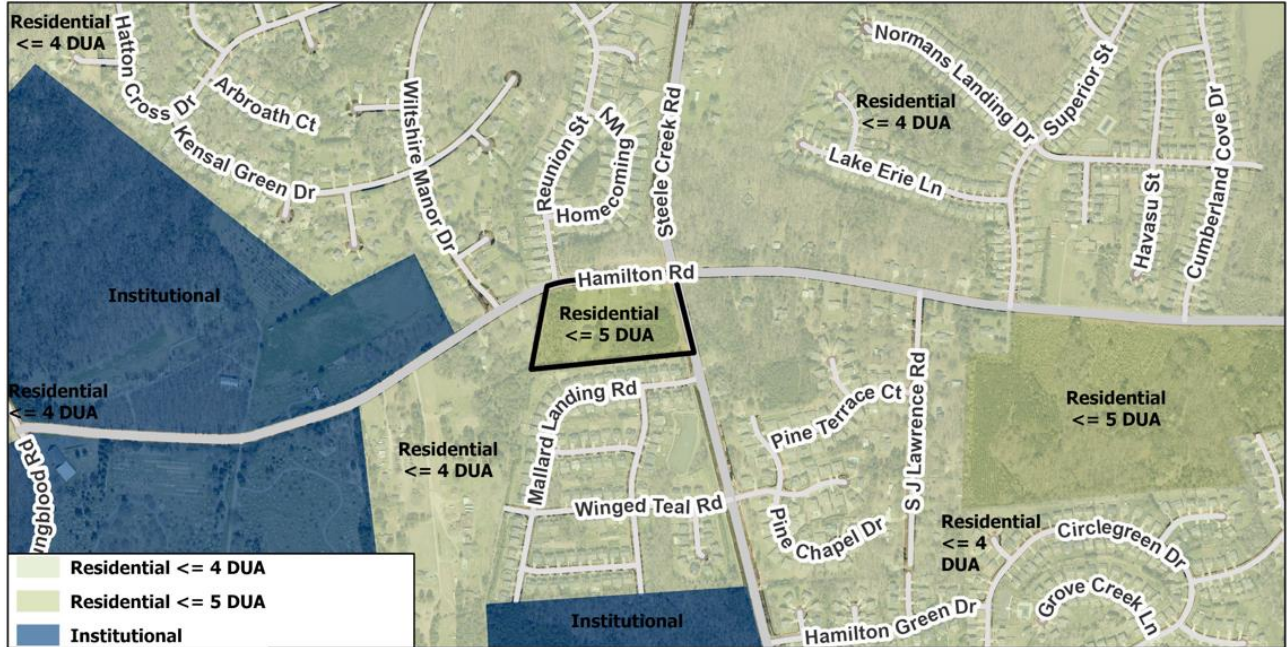 Residential
<= 4 DUA
Hatton Cross Dr
Arbroath Ct
Kensal Green Dr
Wiltshire Manor Dr
Reunion St
Homecoming Wy
Steele Creek Rd
Normans Landing Dr
Superior St
Residential
<= 4 DUA
Lake Erie Ln
Havasu St
Cumberland Cove Dr
Institutional
Hamilton Rd
Residential
<= 5 DUA
Residential
<= 4 DUA
ungblood Rd
Residential
<= 4 DUA
Mallard Landing Rd
Winged Teal Rd
Pine Terrace Ct
Pine Chapel Dr
S J Lawrence Rd
Residential
<= 5 DUA
Residential
<= 4
DUA
Circlegreen Dr
Grove Creek Ln
Hamilton Green Dr
Institutional
Residential <= 4 DUA
Residential <= 5 DUA
Institutional